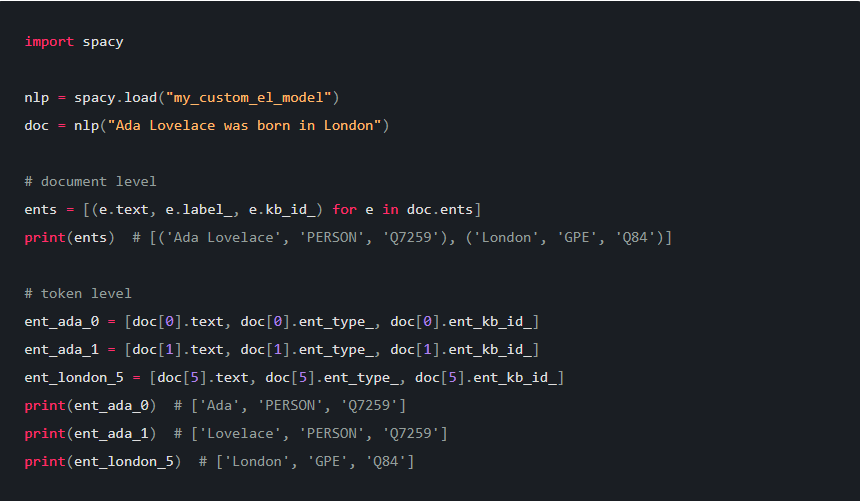 import spacy
nlp = spacy.load("my_custom_el_model")
doc = nlp("Ada Lovelace was born in London")
# document level
ents = [(e.text, e.label_, e.kb_id_) for e in doc.ents]
print(ents)  # [('Ada Lovelace', 'PERSON', 'Q7259'), ('London', 'GPE', 'Q84')]
# token level
ent_ada_0 = [doc[0].text, doc[0].ent_type_, doc[0].ent_kb_id_]
ent_ada_1 = [doc[1].text, doc[1].ent_type_, doc[1].ent_kb_id_]
ent_london_5 = [doc[5].text, doc[5].ent_type_, doc[5].ent_kb_id_]
print(ent_ada_0)  # ['Ada', 'PERSON', 'Q7259']
print(ent_ada_1)  # ['Lovelace', 'PERSON', 'Q7259']
print(ent_london_5)  # ['London', 'GPE', 'Q84']